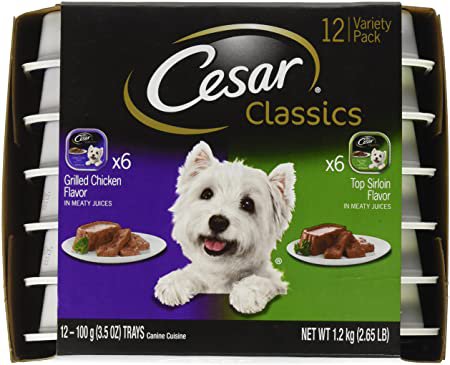 12 Variety
Pack
Cesar®
Classics
x6
Grilled Chicken
Flavor
IN MEATY JUICES
x6
Top Sirloin
Flavor
IN MEATY JUICES
®
12 – 100 g (3.5 OZ) TRAYS Canine Cuisine
NET WT 1.2 kg (2.65 LB)